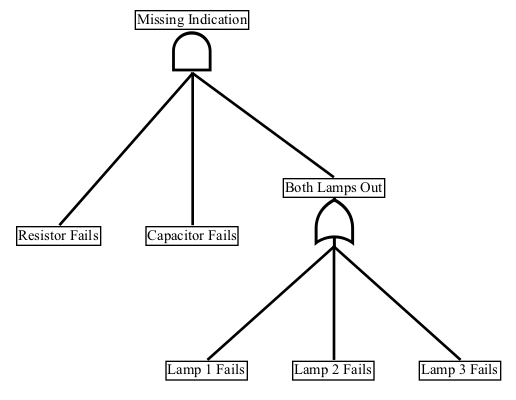 Missing Indication
Both Lamps Out
Resistor Fails
Capacitor Fails
Lamp 1 Fails
Lamp 2 Fails
Lamp 3 Fails